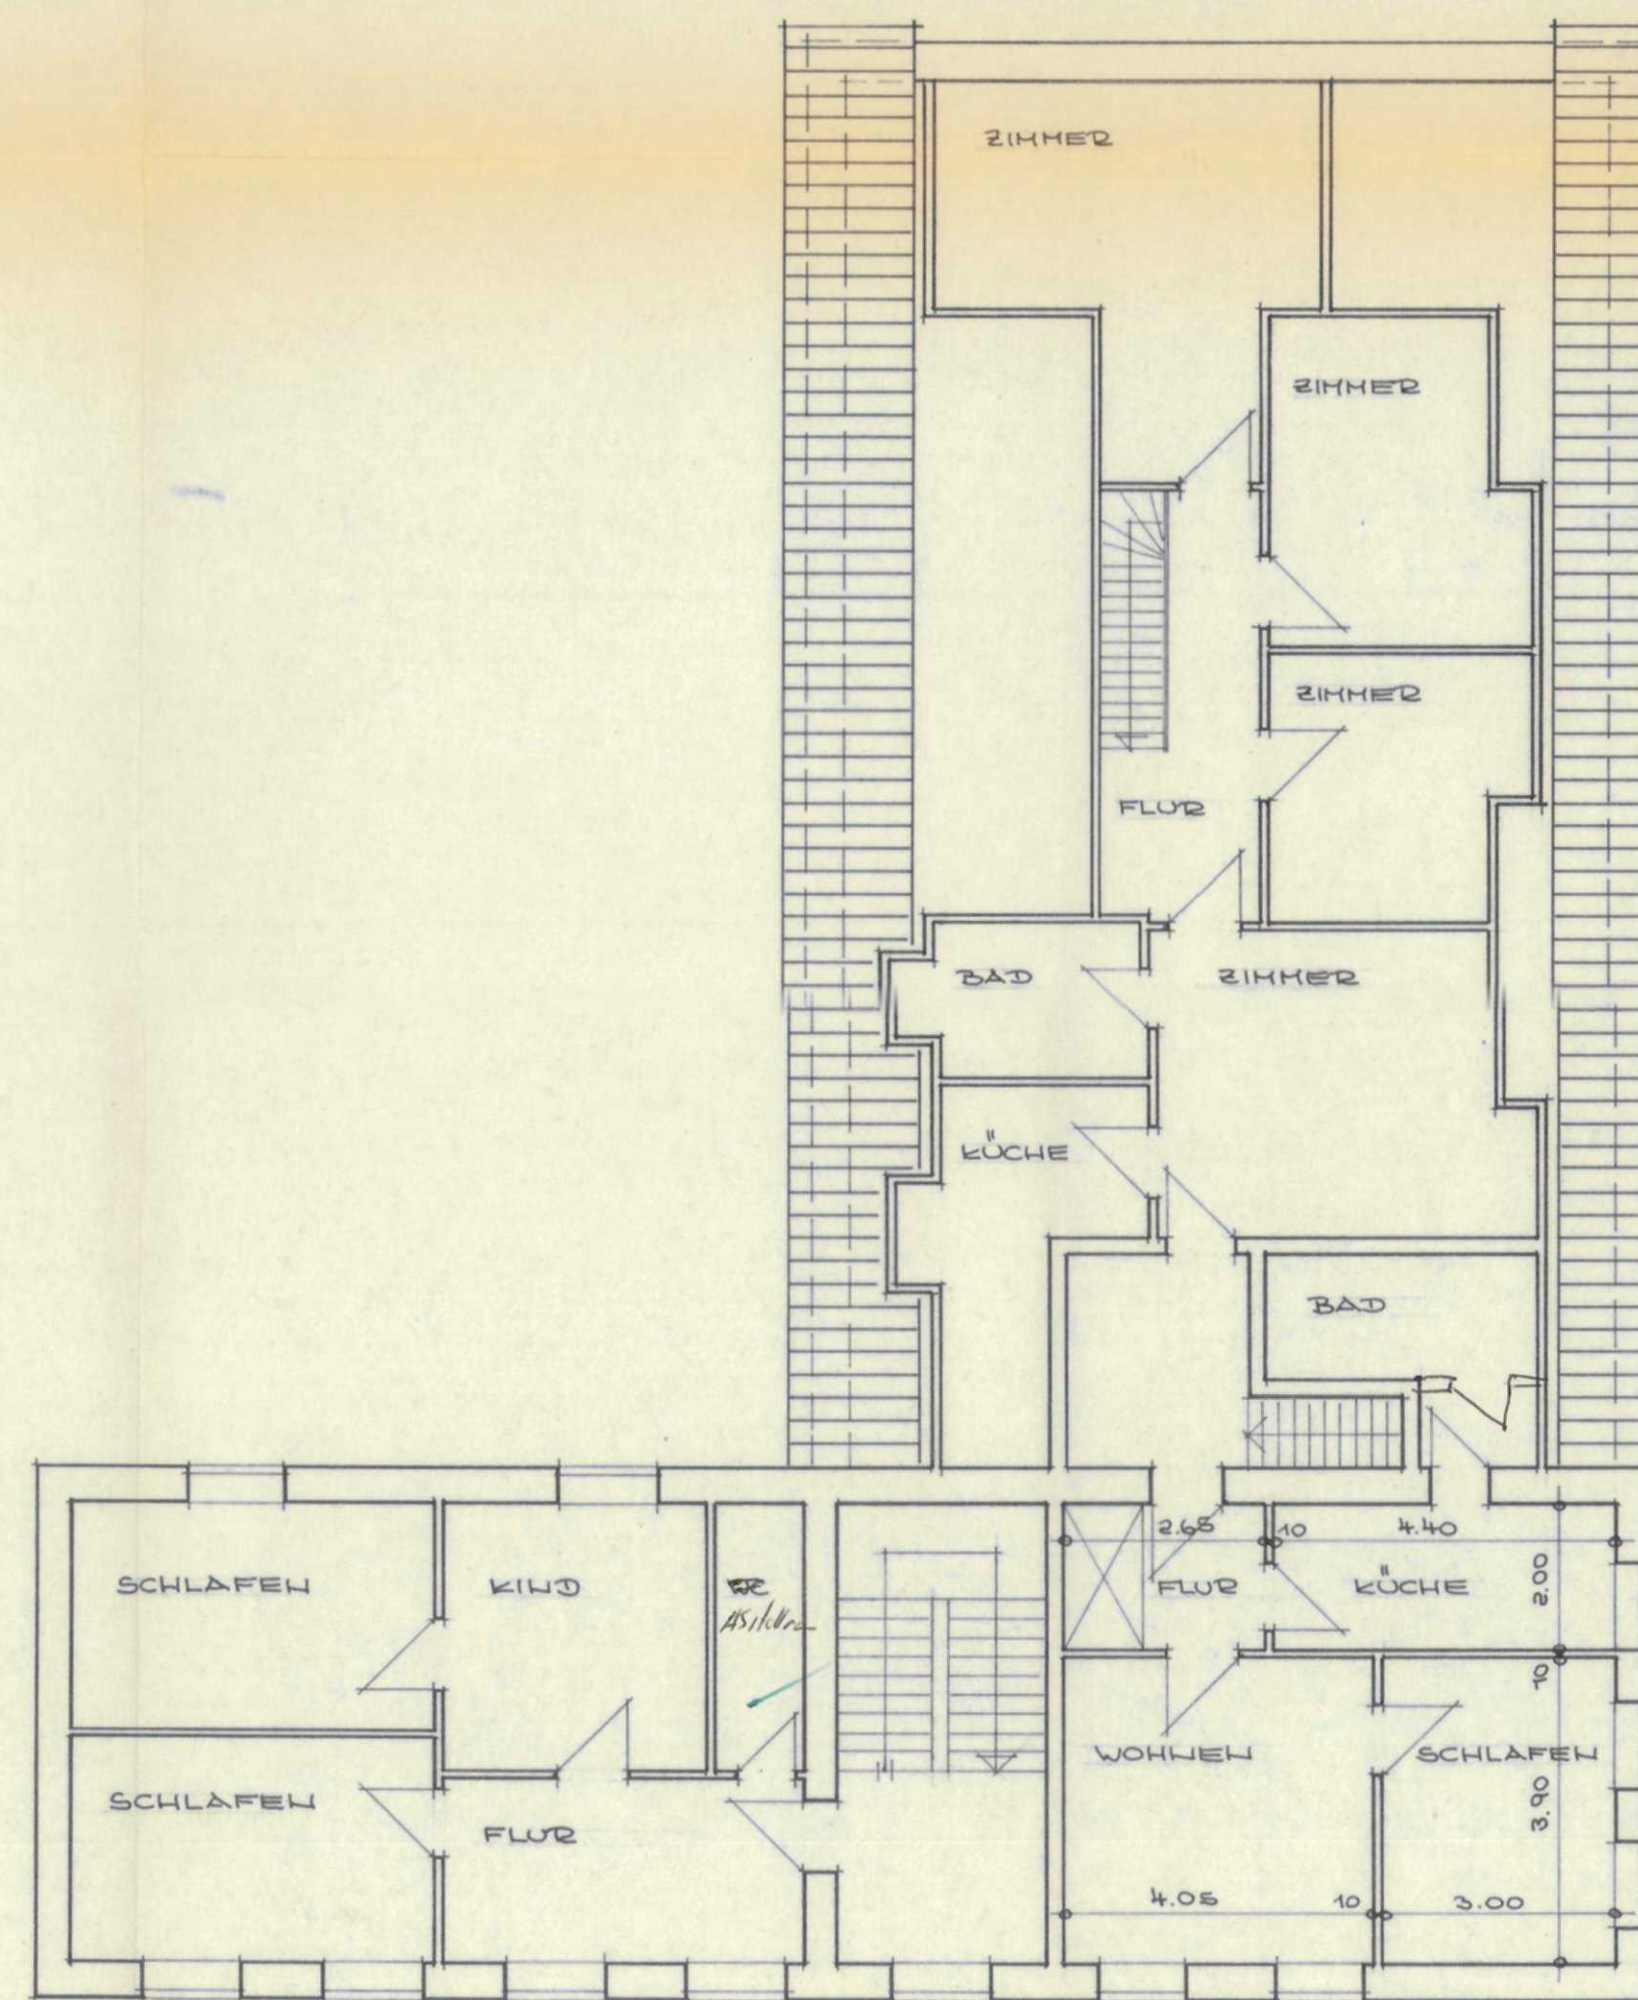 ZIMMER
ZIMMER
ZIMMER
FLUR
BAD
ZIMMER
KÜCHE
BAD
2.65
10
4.40
SCHLAFEN
KIND
FLUR
KÜCHE
2.00
10
WOHNEN
SCHLAFEN
SCHLAFEN
FLUR
3.90
4.05
10
3.00